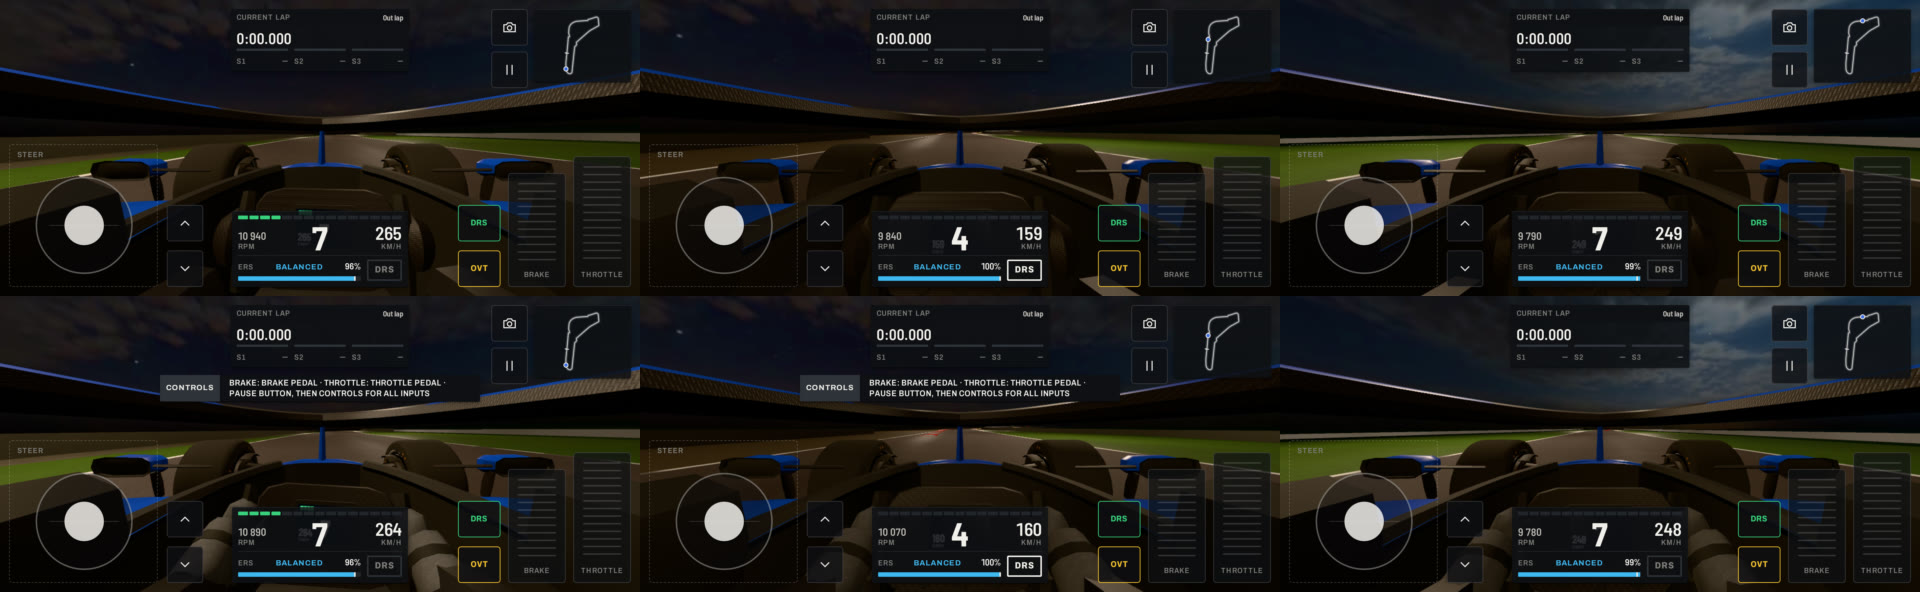 CURRENT LAP Out lap
0:00.000
S1 – S2 – S3 –
STEER
DRS
10 940 RPM 7 265 KM/H
ERS BALANCED 96% DRS
OVT
BRAKE THROTTLE
CURRENT LAP Out lap
0:00.000
S1 – S2 – S3 –
STEER
DRS
9 840 RPM 4 159 KM/H
ERS BALANCED 100% DRS
OVT
BRAKE THROTTLE
CURRENT LAP Out lap
0:00.000
S1 – S2 – S3 –
STEER
DRS
9 790 RPM 7 249 KM/H
ERS BALANCED 99% DRS
OVT
BRAKE THROTTLE
CURRENT LAP Out lap
0:00.000
S1 – S2 – S3 –
CONTROLS
BRAKE: BRAKE PEDAL · THROTTLE: THROTTLE PEDAL ·
PAUSE BUTTON, THEN CONTROLS FOR ALL INPUTS
STEER
DRS
10 890 RPM 7 264 KM/H
ERS BALANCED 96% DRS
OVT
BRAKE THROTTLE
CURRENT LAP Out lap
0:00.000
S1 – S2 – S3 –
CONTROLS
BRAKE: BRAKE PEDAL · THROTTLE: THROTTLE PEDAL ·
PAUSE BUTTON, THEN CONTROLS FOR ALL INPUTS
STEER
DRS
10 070 RPM 4 160 KM/H
ERS BALANCED 100% DRS
OVT
BRAKE THROTTLE
CURRENT LAP Out lap
0:00.000
S1 – S2 – S3 –
STEER
DRS
9 780 RPM 7 248 KM/H
ERS BALANCED 99% DRS
OVT
BRAKE THROTTLE